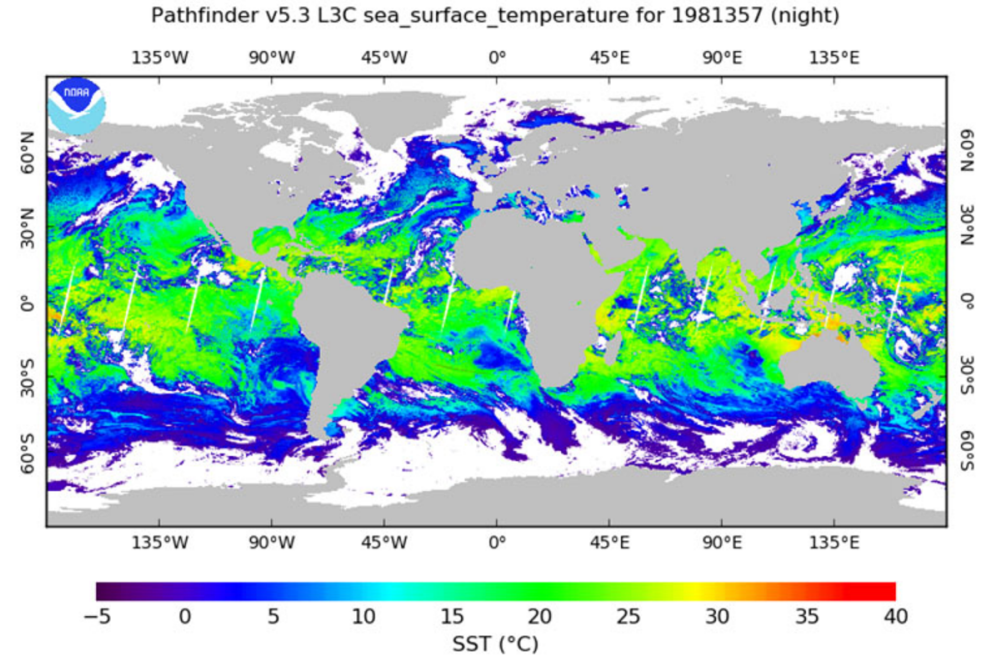 Pathfinder v5.3 L3C sea_surface_temperature for 1981357 (night)
135°W 90°W 45°W 0° 45°E 90°E 135°E
NOAA
60°N 60°N
30°N 30°N
0° 0°
30°S 30°S
60°S 60°S
135°W 90°W 45°W 0° 45°E 90°E 135°E
−5 0 5 10 15 20 25 30 35 40
SST (°C)